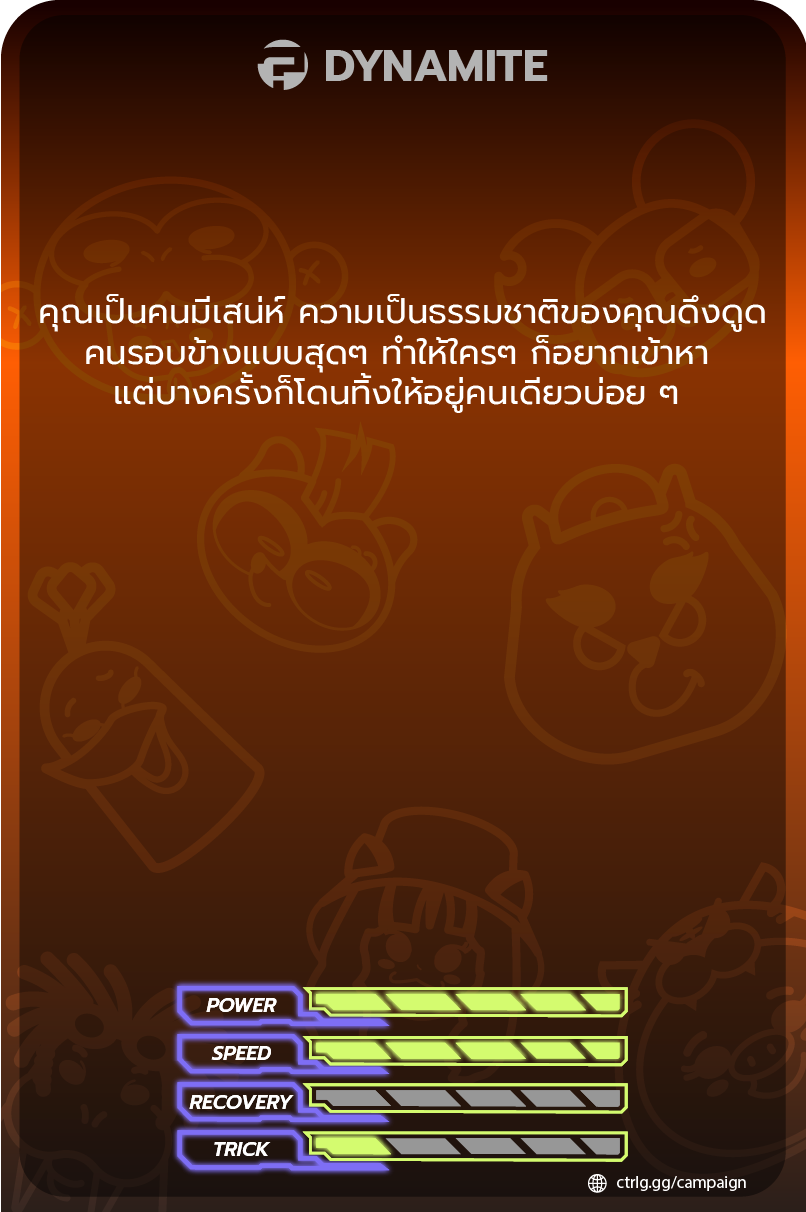 DYNAMITE
คุณเป็นคนมีเสน่ห์ ความเป็นธรรมชาติของคุณดึงดูด
คนรอบข้างแบบสุดๆ ทำให้ใครๆ ก็อยากเข้าหา
แต่บางครั้งก็โดนทิ้งให้อยู่คนเดียวบ่อย ๆ
POWER
SPEED
RECOVERY
TRICK
ctrlg.gg/campaign